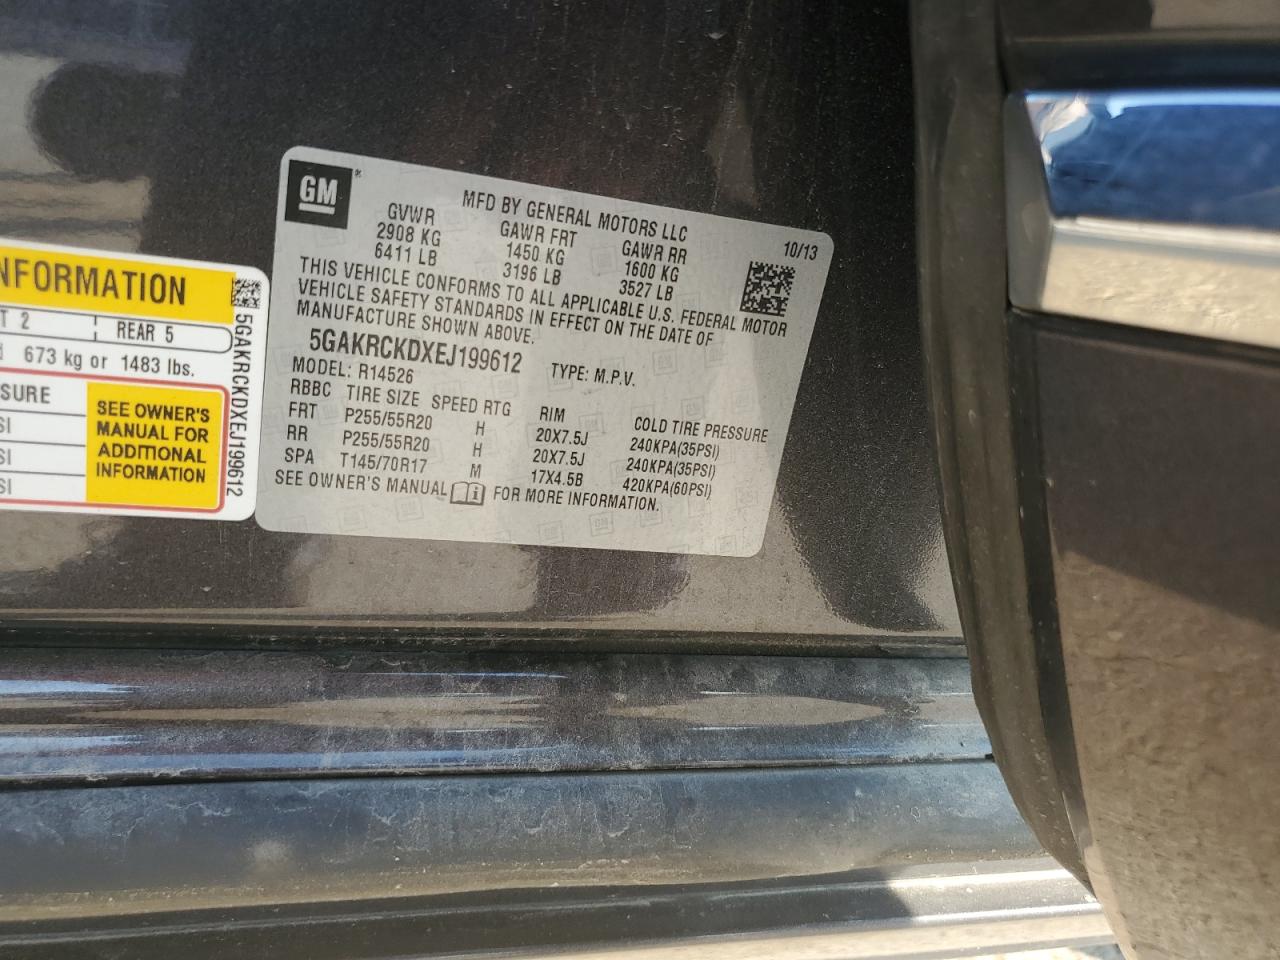 GM®
MFD BY GENERAL MOTORS LLC
10/13
GVWR GAWR FRT GAWR RR
2908 KG 1450 KG 1600 KG
6411 LB 3196 LB 3527 LB
THIS VEHICLE CONFORMS TO ALL APPLICABLE U.S. FEDERAL MOTOR
VEHICLE SAFETY STANDARDS IN EFFECT ON THE DATE OF
MANUFACTURE SHOWN ABOVE.
5GAKRCKDXEJ199612 TYPE: M.P.V.
MODEL: R14526
RBBC TIRE SIZE SPEED RTG RIM COLD TIRE PRESSURE
FRT P255/55R20 H 20X7.5J 240KPA(35PSI)
RR P255/55R20 H 20X7.5J 240KPA(35PSI)
SPA T145/70R17 M 17X4.5B 420KPA(60PSI)
SEE OWNER'S MANUAL FOR MORE INFORMATION.
NFORMATION
T 2 REAR 5
673 kg or 1483 lbs.
SURE
SI
SI
SI
SEE OWNER'S
MANUAL FOR
ADDITIONAL
INFORMATION
5GAKRCKDXEJ199612